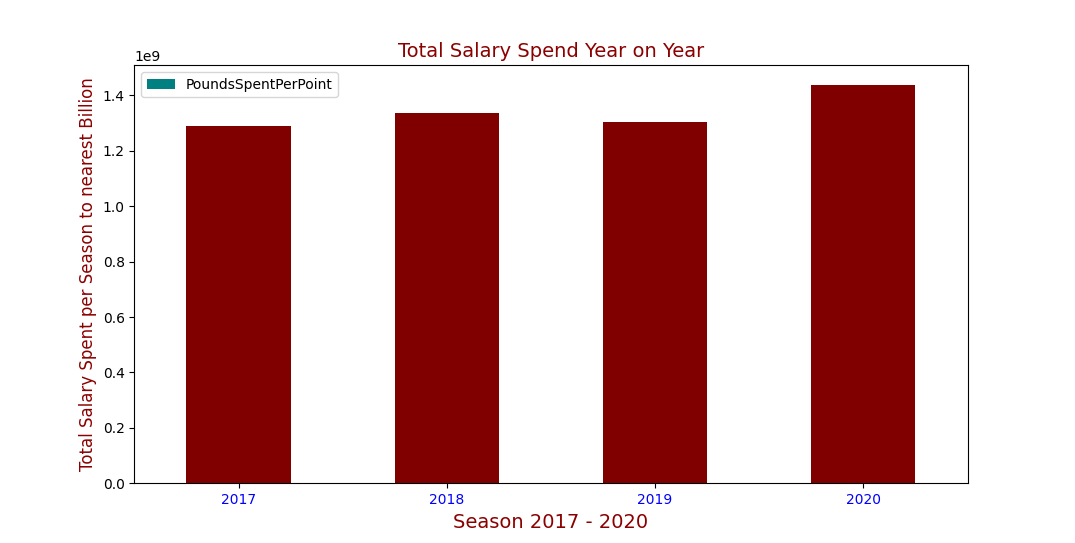 Total Salary Spend Year on Year
1e9
PoundsSpentPerPoint
Total Salary Spent per Season to nearest Billion
1.4
1.2
1.0
0.8
0.6
0.4
0.2
0.0
2017 2018 2019 2020
Season 2017 - 2020